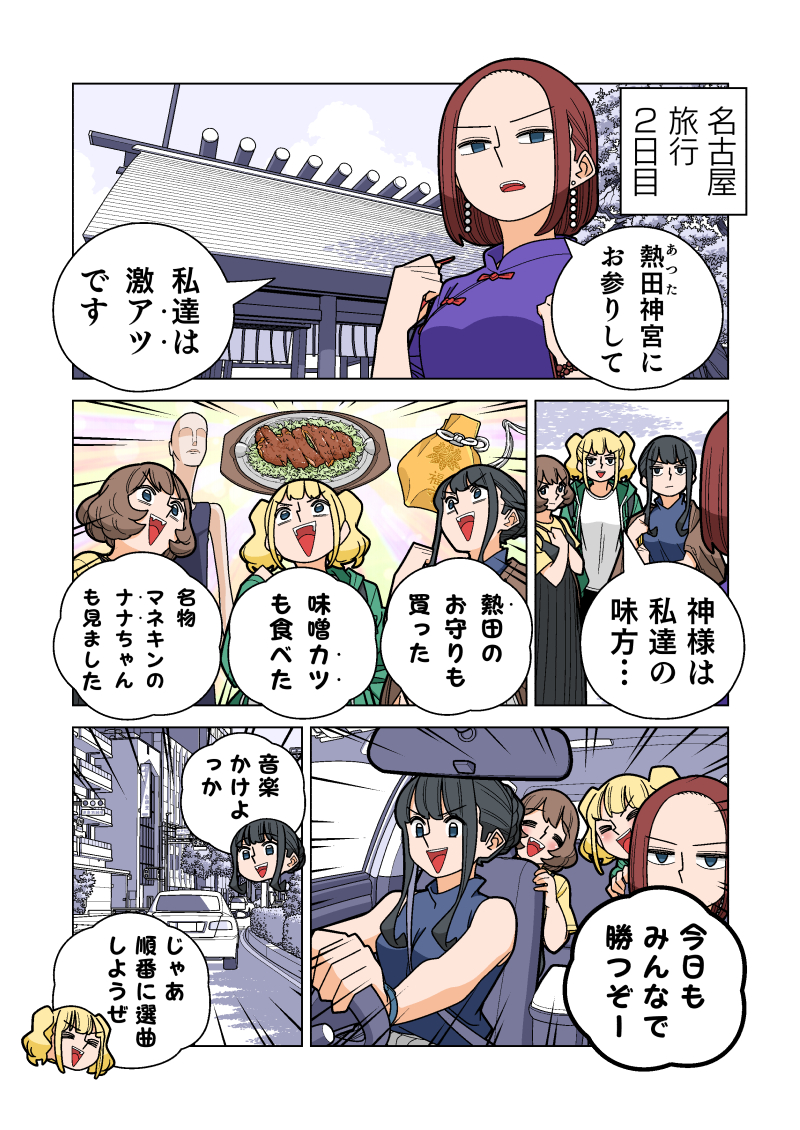 名古屋
旅行
2日目
熱田神宮に
あつた
お参りして
私達は
激アツ
です
神様は
私達の
味方…
熱田の
お守りも
買った
福
味噌カツ
も食べた
名物
マネキンの
ナナちゃん
も見ました
今日も
みんなで
勝つぞー
音楽
かけよ
っか
じゃあ
順番に選曲
しようぜ